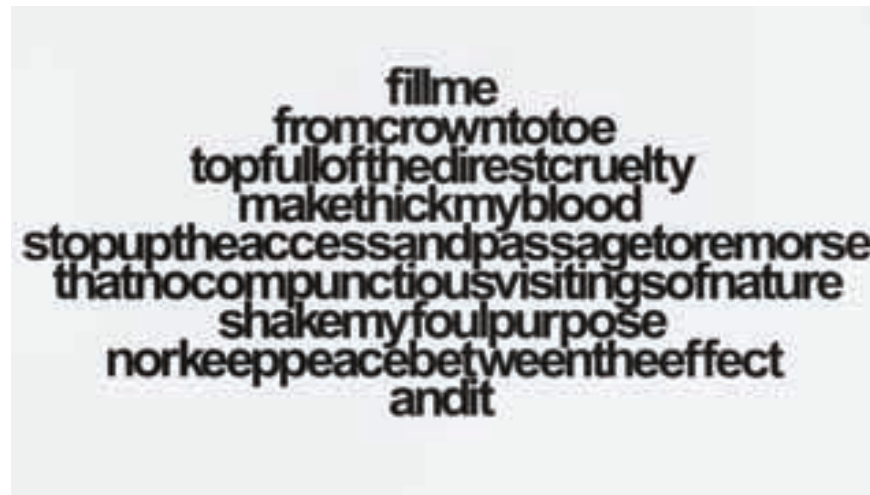 fillme
fromcrowntotoe
topfullofthedirestcruelty
makethickmyblood
stopuptheaccessandpassagetoremorse
thatnocompunctiousvisitingsofnature
shakemyfoulpurpose
norkeeppeacebetweentheeffect
andit